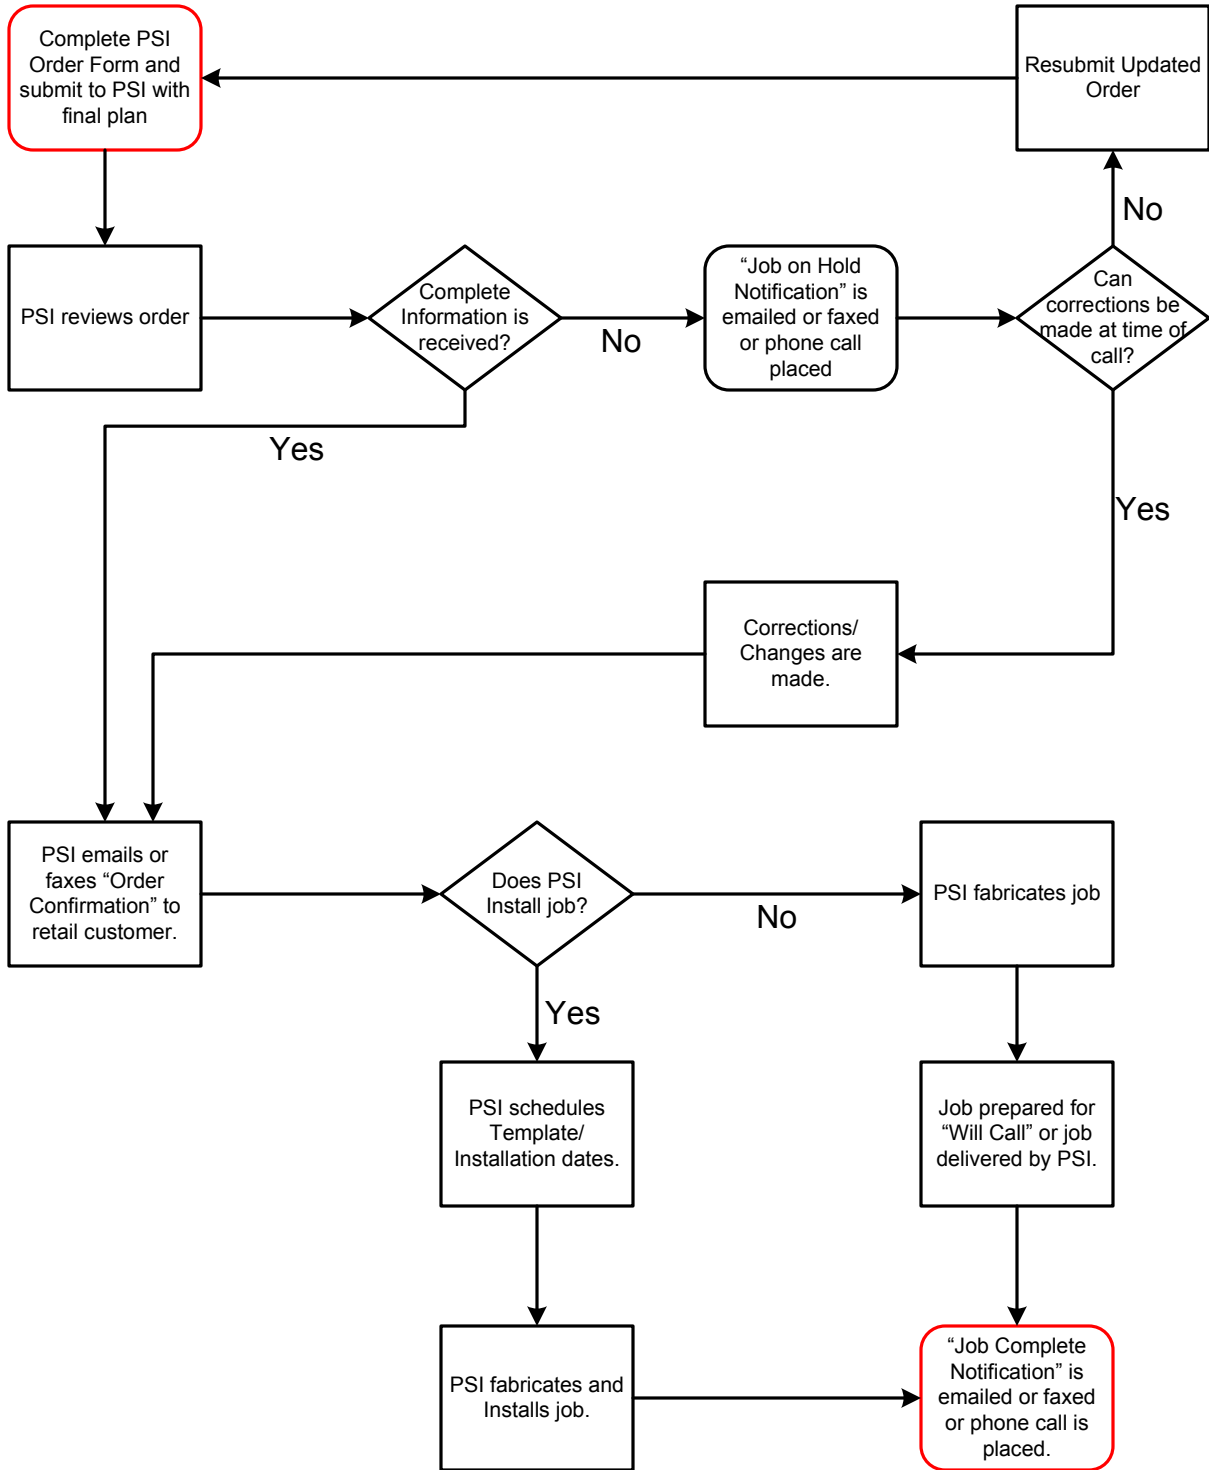 Complete PSI
Order Form and
submit to PSI with
final plan
Resubmit Updated
Order
No
PSI reviews order
Complete
Information is
received?
No
“Job on Hold
Notification” is
emailed or faxed
or phone call
placed
Can
corrections be
made at time of
call?
Yes
Yes
Corrections/
Changes are
made.
PSI emails or
faxes “Order
Confirmation” to
retail customer.
Does PSI
Install job?
No
PSI fabricates job
Yes
PSI schedules
Template/
Installation dates.
Job prepared for
“Will Call” or job
delivered by PSI.
PSI fabricates and
Installs job.
“Job Complete
Notification” is
emailed or faxed
or phone call is
placed.